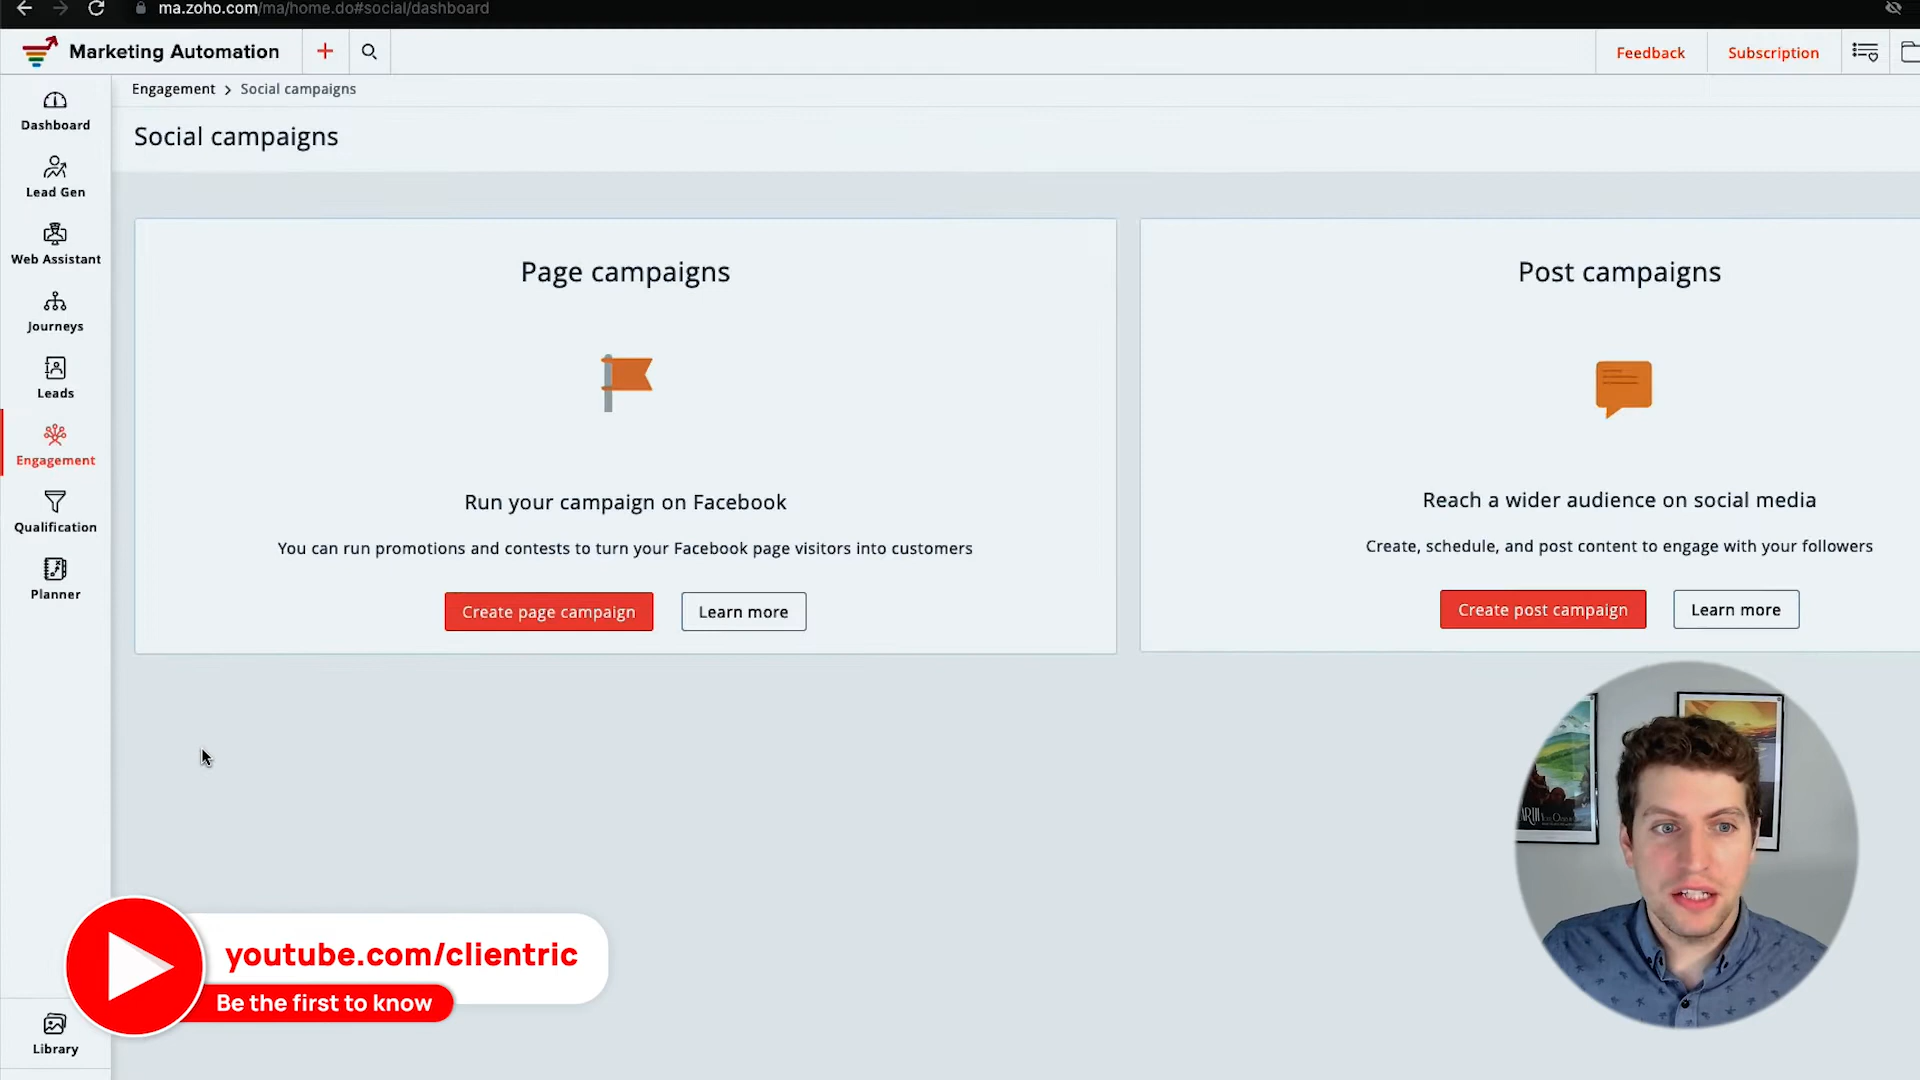 ma.zoho.com/ma/home.do#social/dashboard
Marketing Automation
Feedback
Subscription
Engagement > Social campaigns
Dashboard
Social campaigns
Lead Gen
Web Assistant
Journeys
Leads
Engagement
Qualification
Planner
Library
Page campaigns
Run your campaign on Facebook
You can run promotions and contests to turn your Facebook page visitors into customers
Create page campaign
Learn more
Post campaigns
Reach a wider audience on social media
Create, schedule, and post content to engage with your followers
Create post campaign
Learn more
youtube.com/clientric
Be the first to know